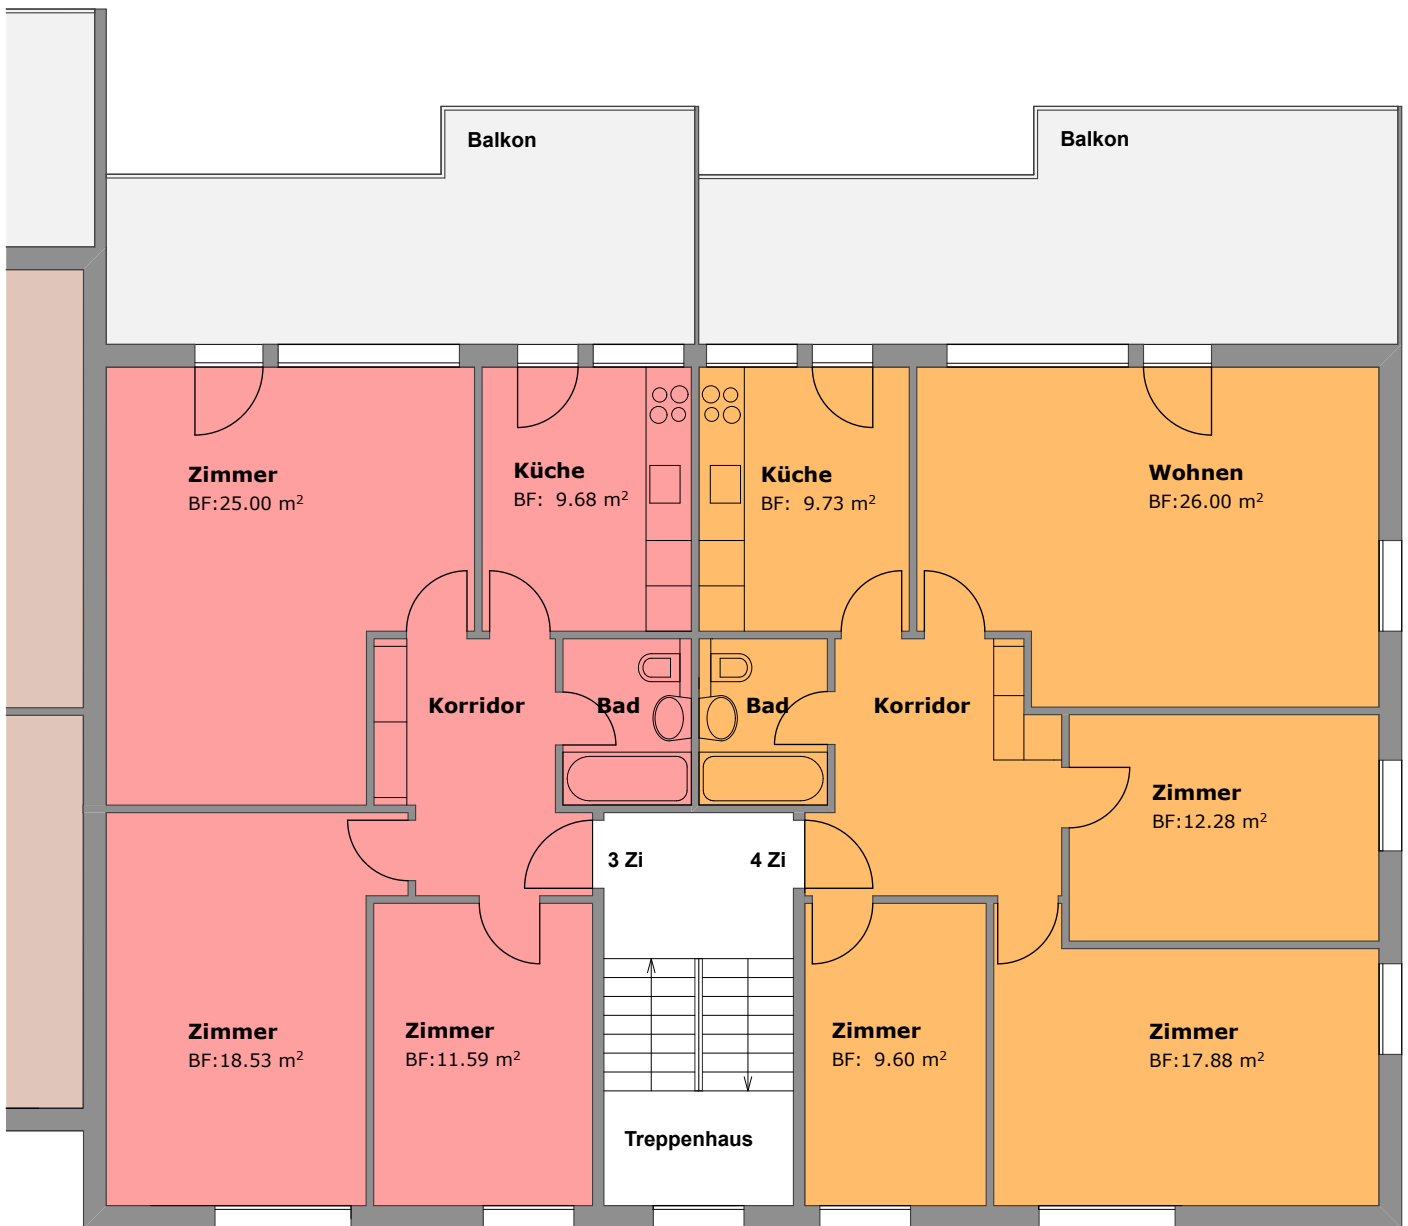 Balkon
Balkon
Zimmer
BF:25.00 m²
Küche
BF: 9.68 m²
Küche
BF: 9.73 m²
Wohnen
BF:26.00 m²
Korridor
Bad
Bad
Korridor
Zimmer
BF:12.28 m²
3 Zi
4 Zi
Zimmer
BF:18.53 m²
Zimmer
BF:11.59 m²
Zimmer
BF: 9.60 m²
Zimmer
BF:17.88 m²
Treppenhaus